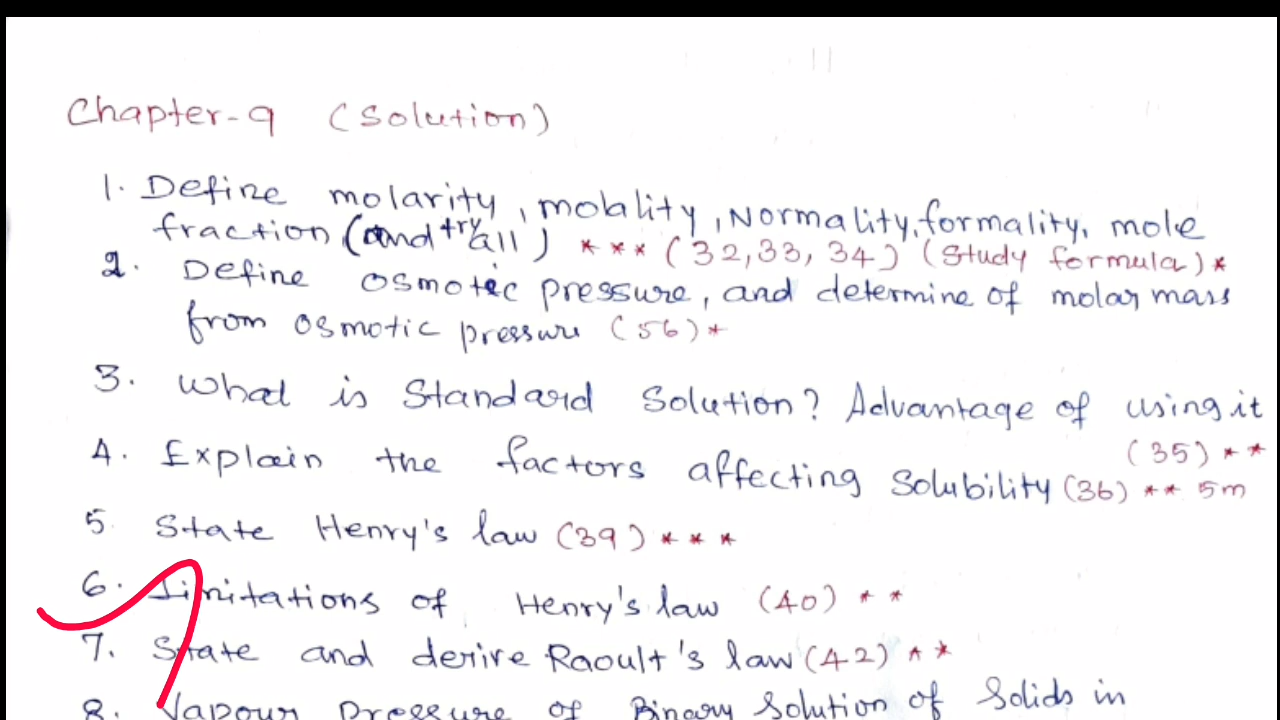 Chapter-9 (Solution)
1. Define molarity, molality, Normality, formality, mole
fraction (and try all) *** (32,33, 34) (Study formula) *
2. Define Osmotic pressure, and determine of molar mass
from osmotic pressure (56) *
3. What is Standard Solution? Advantage of using it
(35) **
4. Explain the factors affecting Solubility (36) ** 5m
5. State Henry's law (39) ***
6. Limitations of Henry's law (40) **
7. State and derive Raoult's law (42) **
8. Vapour Pressure of Binary Solution of Solids in